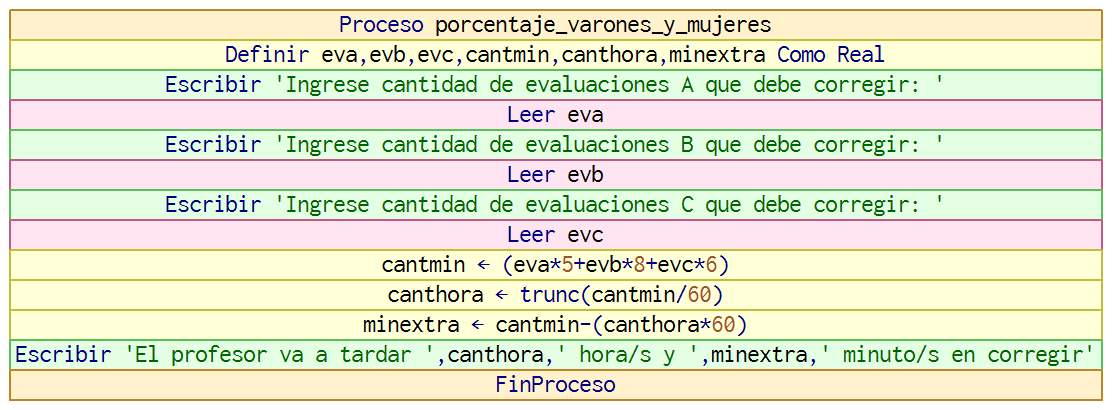 Proceso porcentaje_varones_y_mujeres
Definir eva,evb,evc,cantmin,canthora,minextra Como Real
Escribir 'Ingrese cantidad de evaluaciones A que debe corregir: '
Leer eva
Escribir 'Ingrese cantidad de evaluaciones B que debe corregir: '
Leer evb
Escribir 'Ingrese cantidad de evaluaciones C que debe corregir: '
Leer evc
cantmin ← (eva*5+evb*8+evc*6)
canthora ← trunc(cantmin/60)
minextra ← cantmin-(canthora*60)
Escribir 'El profesor va a tardar ',canthora,' hora/s y ',minextra,' minuto/s en corregir'
FinProceso